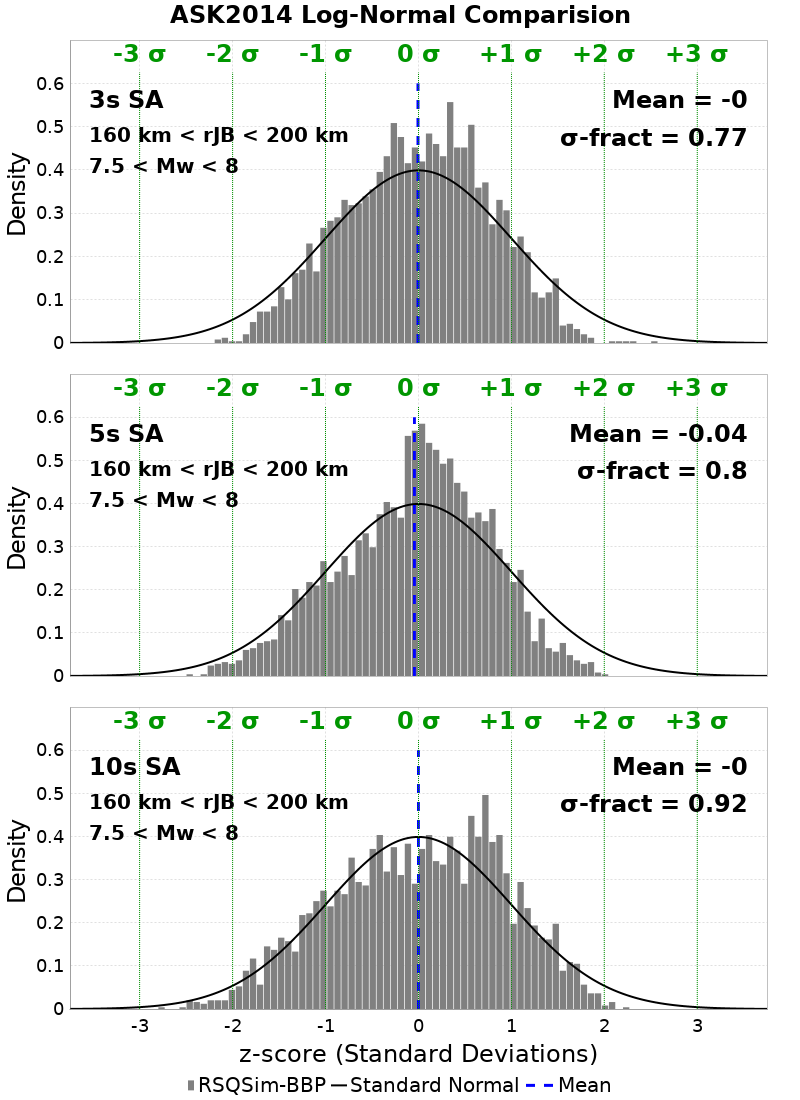 ASK2014 Log-Normal Comparision
-3 σ -2 σ -1 σ 0 σ +1 σ +2 σ +3 σ
0.6
3s SA Mean = -0
0.5
160 km < rJB < 200 km σ-fract = 0.77
7.5 < Mw < 8
0.4
Density
0.3
0.2
0.1
0
-3 σ -2 σ -1 σ 0 σ +1 σ +2 σ +3 σ
0.6
5s SA Mean = -0.04
0.5
160 km < rJB < 200 km σ-fract = 0.8
7.5 < Mw < 8
0.4
Density
0.3
0.2
0.1
0
-3 σ -2 σ -1 σ 0 σ +1 σ +2 σ +3 σ
0.6
10s SA Mean = -0
0.5
160 km < rJB < 200 km σ-fract = 0.92
7.5 < Mw < 8
0.4
Density
0.3
0.2
0.1
0
-3 -2 -1 0 1 2 3
z-score (Standard Deviations)
RSQSim-BBP Standard Normal Mean